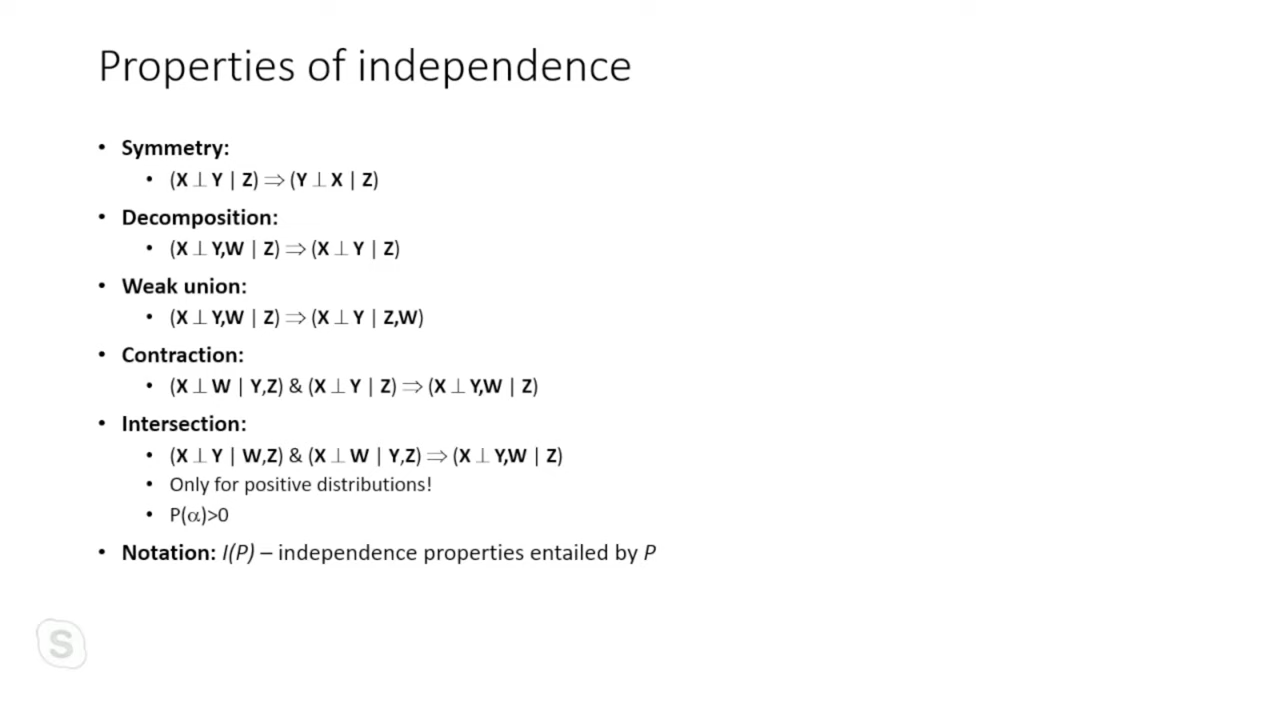 Properties of independence
• Symmetry:
• (X ⊥ Y | Z) ⇒ (Y ⊥ X | Z)
• Decomposition:
• (X ⊥ Y,W | Z) ⇒ (X ⊥ Y | Z)
• Weak union:
• (X ⊥ Y,W | Z) ⇒ (X ⊥ Y | Z,W)
• Contraction:
• (X ⊥ W | Y,Z) & (X ⊥ Y | Z) ⇒ (X ⊥ Y,W | Z)
• Intersection:
• (X ⊥ Y | W,Z) & (X ⊥ W | Y,Z) ⇒ (X ⊥ Y,W | Z)
• Only for positive distributions!
• P(α)>0
• Notation: I(P) – independence properties entailed by P
S